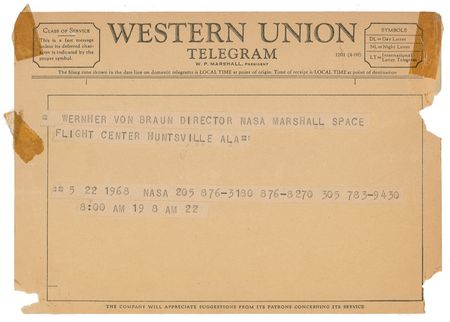 CLASS OF SERVICE
This is a fast message
unless its deferred char-
acter is indicated by the
proper symbol.
WESTERN UNION
TELEGRAM
W. P. MARSHALL, PRESIDENT
1201 (4-60)
SYMBOLS
DL = Day Letter
NL = Night Letter
LT = International Letter Telegram
The filing time shown in the date line on domestic telegrams is LOCAL TIME at point of origin. Time of receipt is LOCAL TIME at point of destination
= WERNHER VON BRAUN DIRECTOR NASA MARSHALL SPACE
FLIGHT CENTER HUNTSVILLE ALA=
:= 5 22 1968 NASA 205 876-3180 876-8270 305 783-9430
8:00 AM 19 8 AM 22
THE COMPANY WILL APPRECIATE SUGGESTIONS FROM ITS PATRONS CONCERNING ITS SERVICE